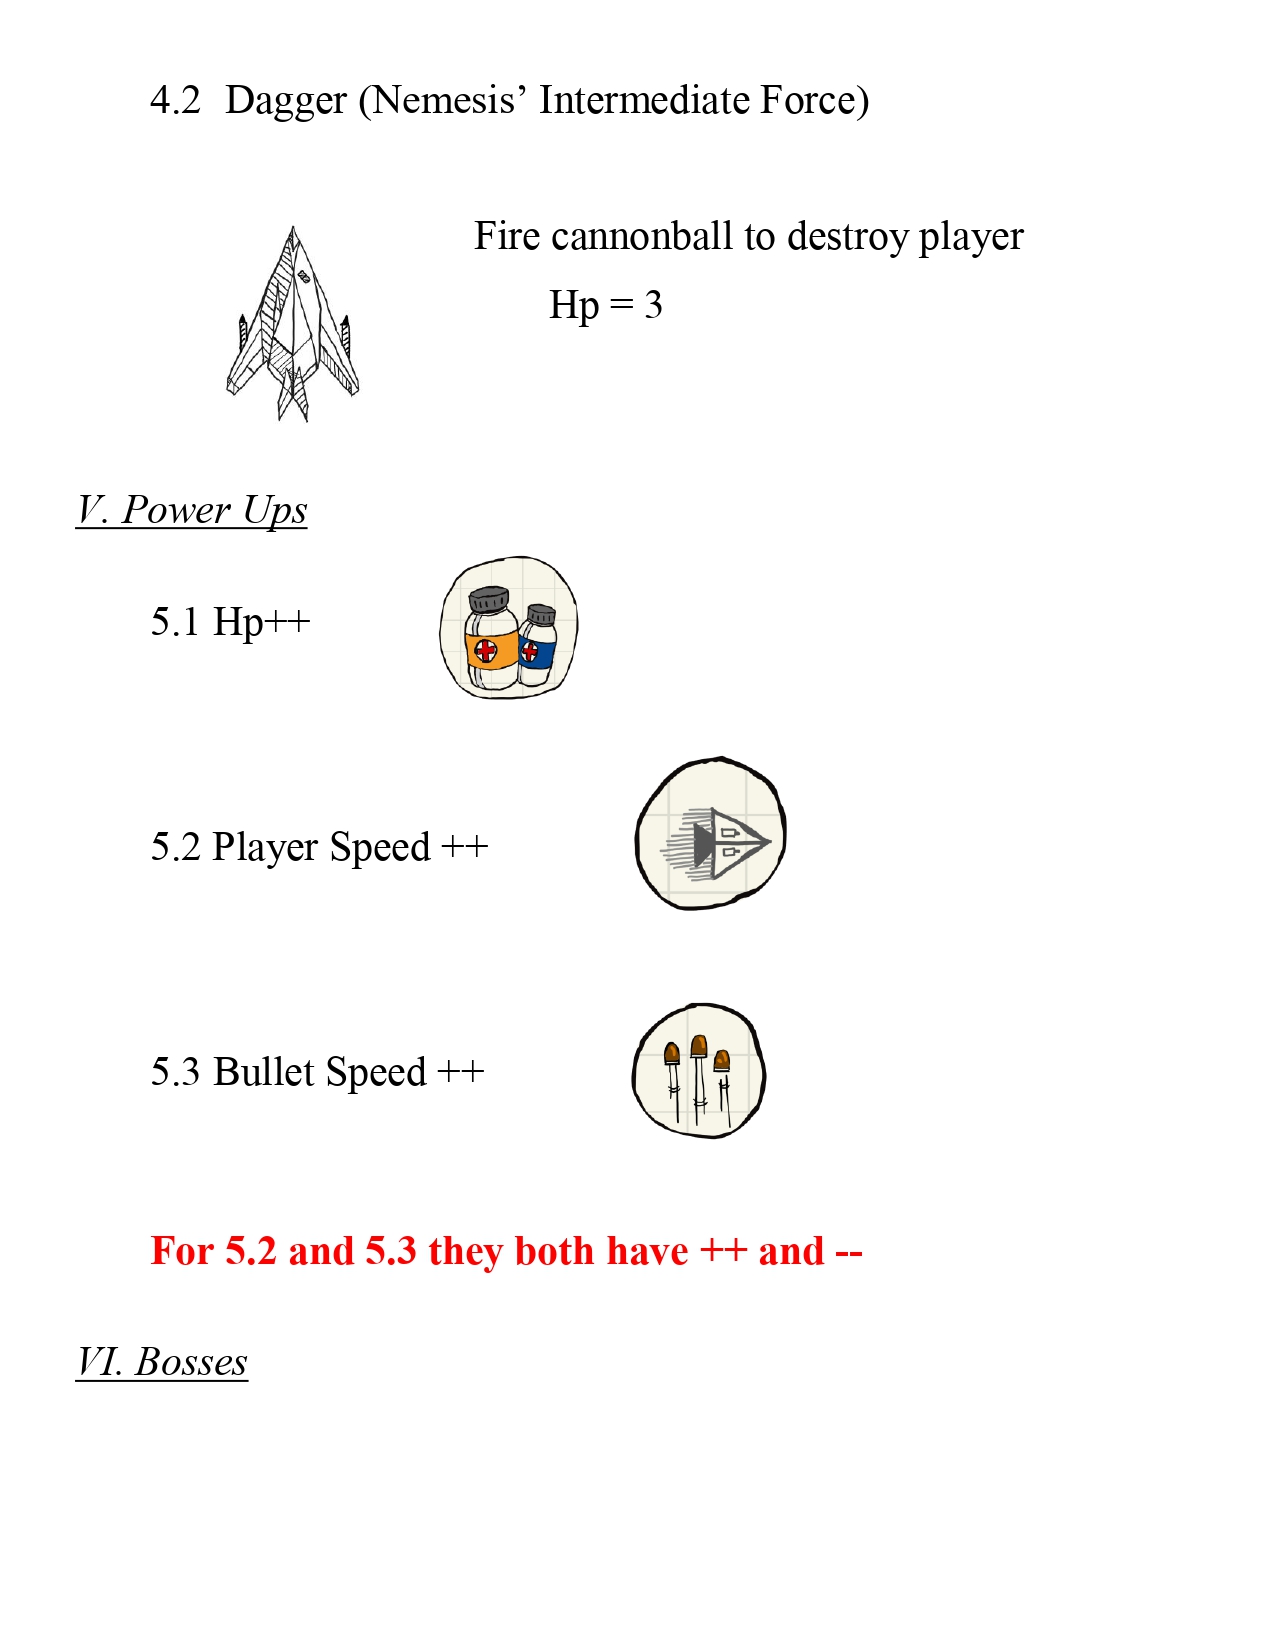 4.2 Dagger (Nemesis’ Intermediate Force)
Fire cannonball to destroy player
Hp = 3
V. Power Ups
5.1 Hp++
5.2 Player Speed ++
5.3 Bullet Speed ++
For 5.2 and 5.3 they both have ++ and --
VI. Bosses